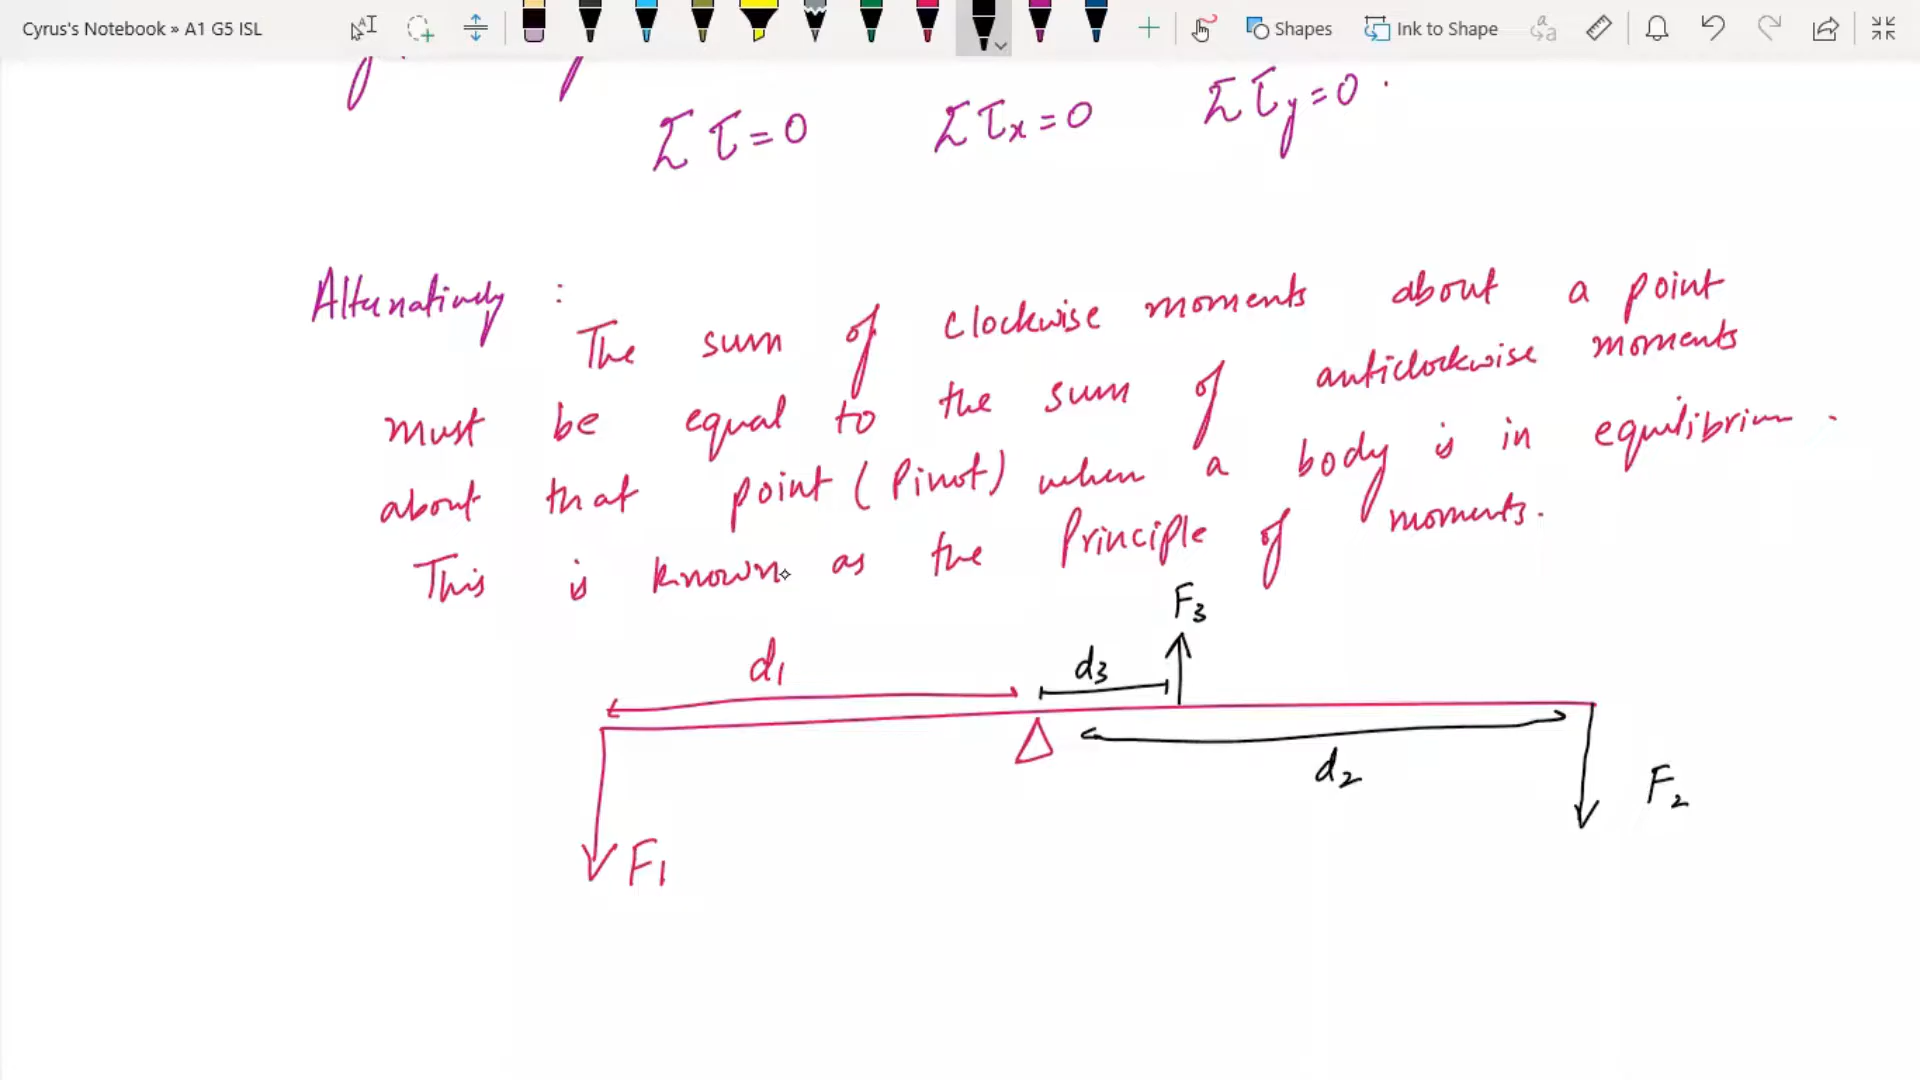 Cyrus's Notebook » A1 G5 ISL
Shapes
Ink to Shape
Στ=0 Στx=0 Στy=0 .
Alternatively :
The sum of clockwise moments about a point
must be equal to the sum of anticlockwise moments
about that point (Pivot) when a body is in equilibrium .
This is known as the Principle of moments.
F3
d1 d3
d2
F2
F1